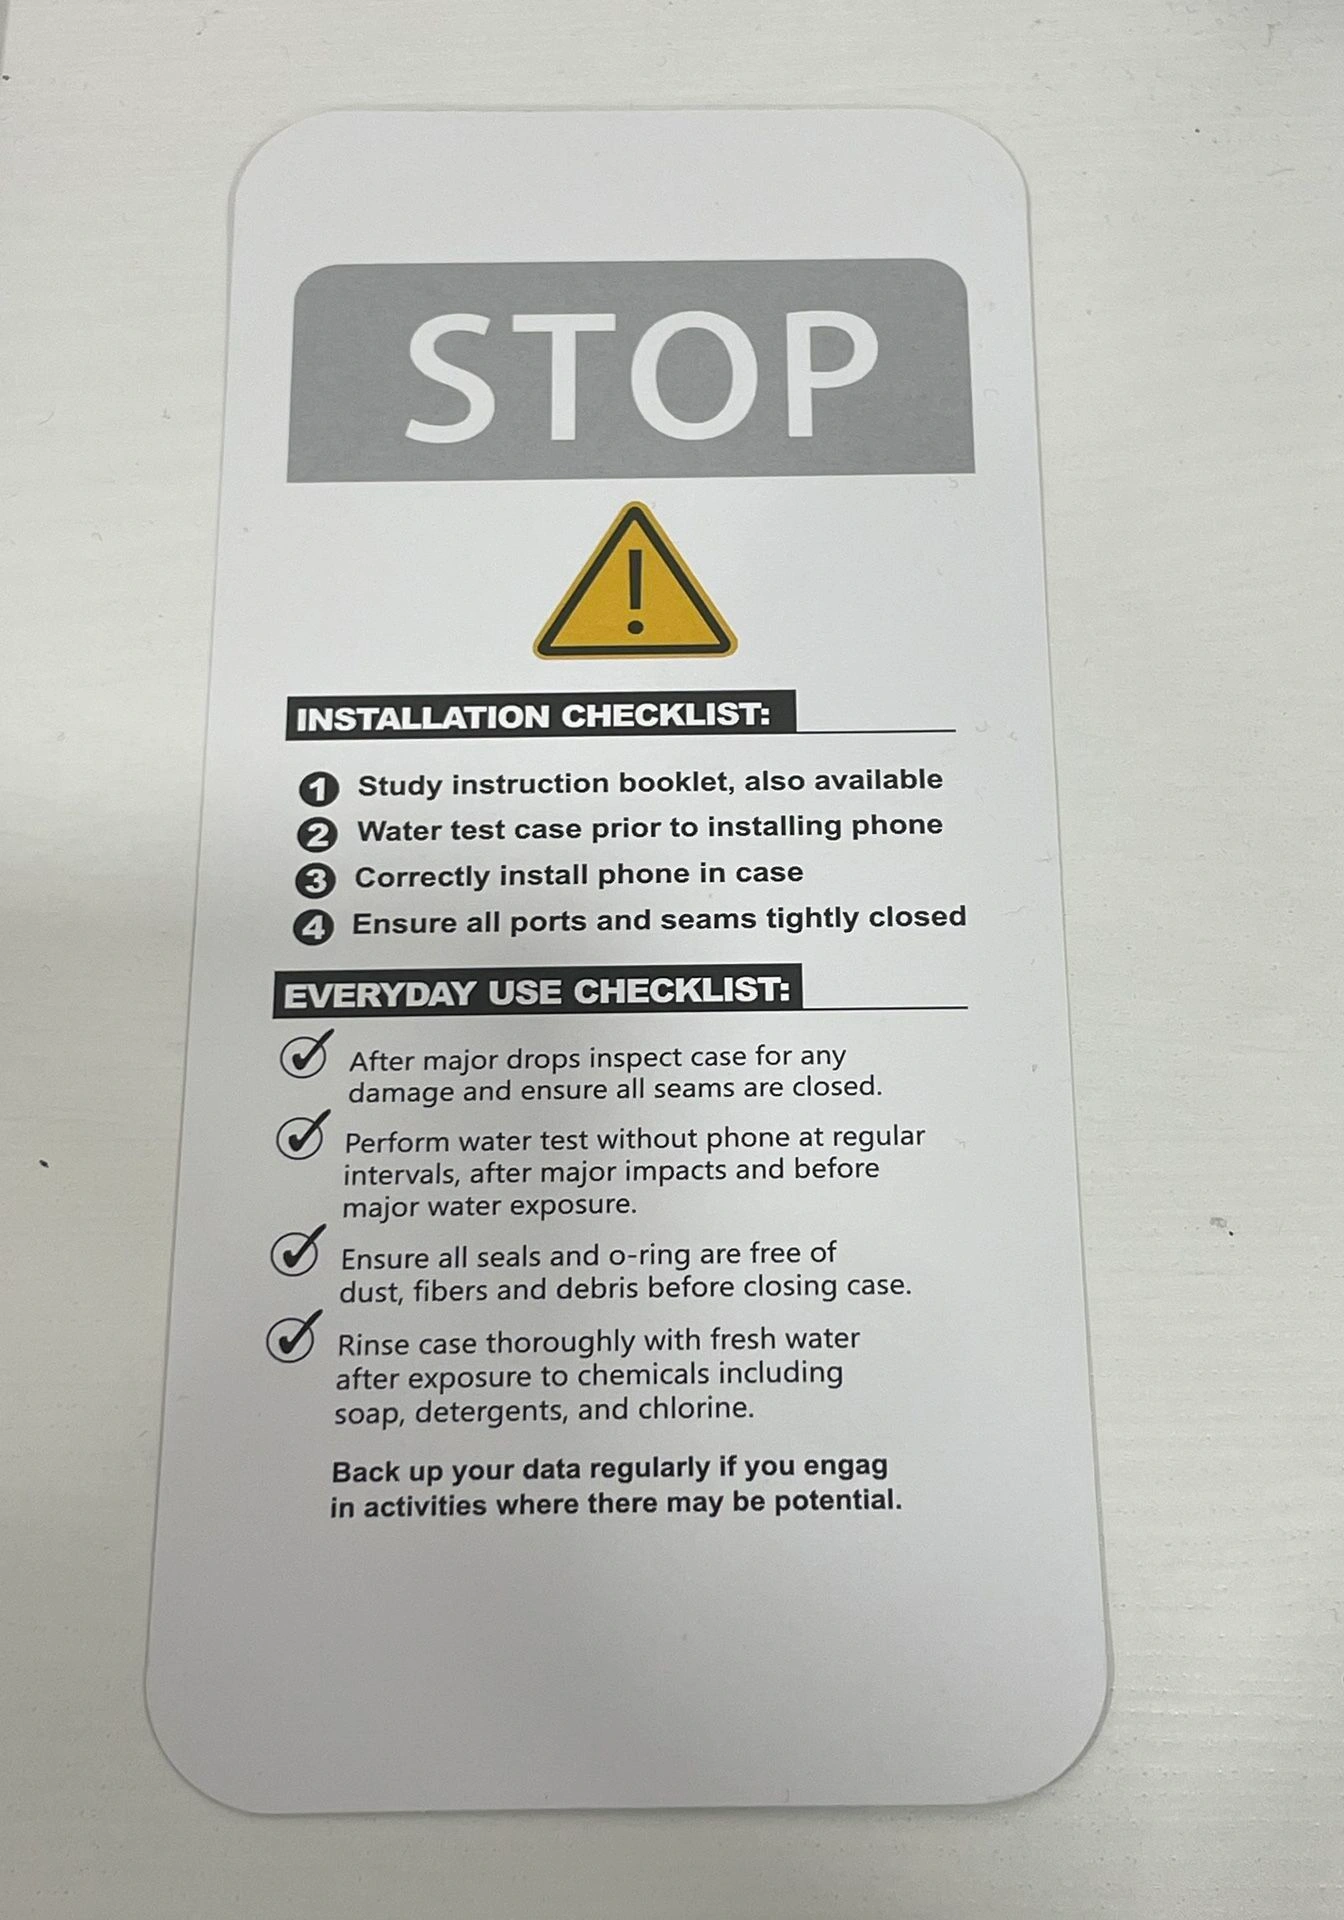 STOP
!
INSTALLATION CHECKLIST:
1 Study instruction booklet, also available
2 Water test case prior to installing phone
3 Correctly install phone in case
4 Ensure all ports and seams tightly closed
EVERYDAY USE CHECKLIST:
After major drops inspect case for any
damage and ensure all seams are closed.
Perform water test without phone at regular
intervals, after major impacts and before
major water exposure.
Ensure all seals and o-ring are free of
dust, fibers and debris before closing case.
Rinse case thoroughly with fresh water
after exposure to chemicals including
soap, detergents, and chlorine.
Back up your data regularly if you engag
in activities where there may be potential.